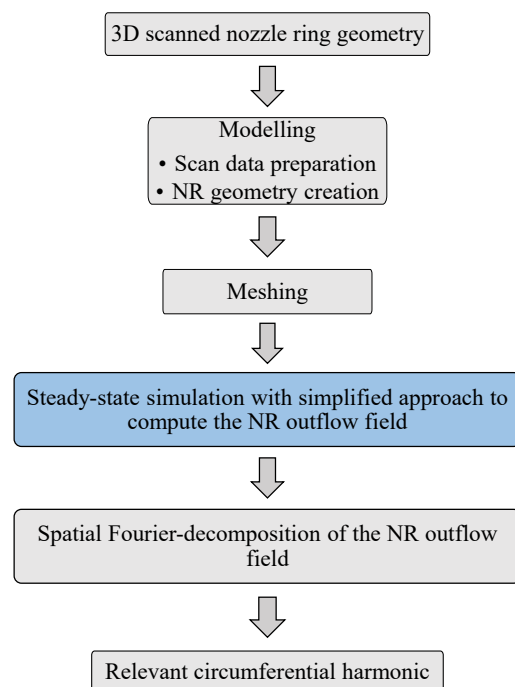 3D scanned nozzle ring geometry
Modelling
• Scan data preparation
• NR geometry creation
Meshing
Steady-state simulation with simplified approach to
compute the NR outflow field
Spatial Fourier-decomposition of the NR outflow
field
Relevant circumferential harmonic